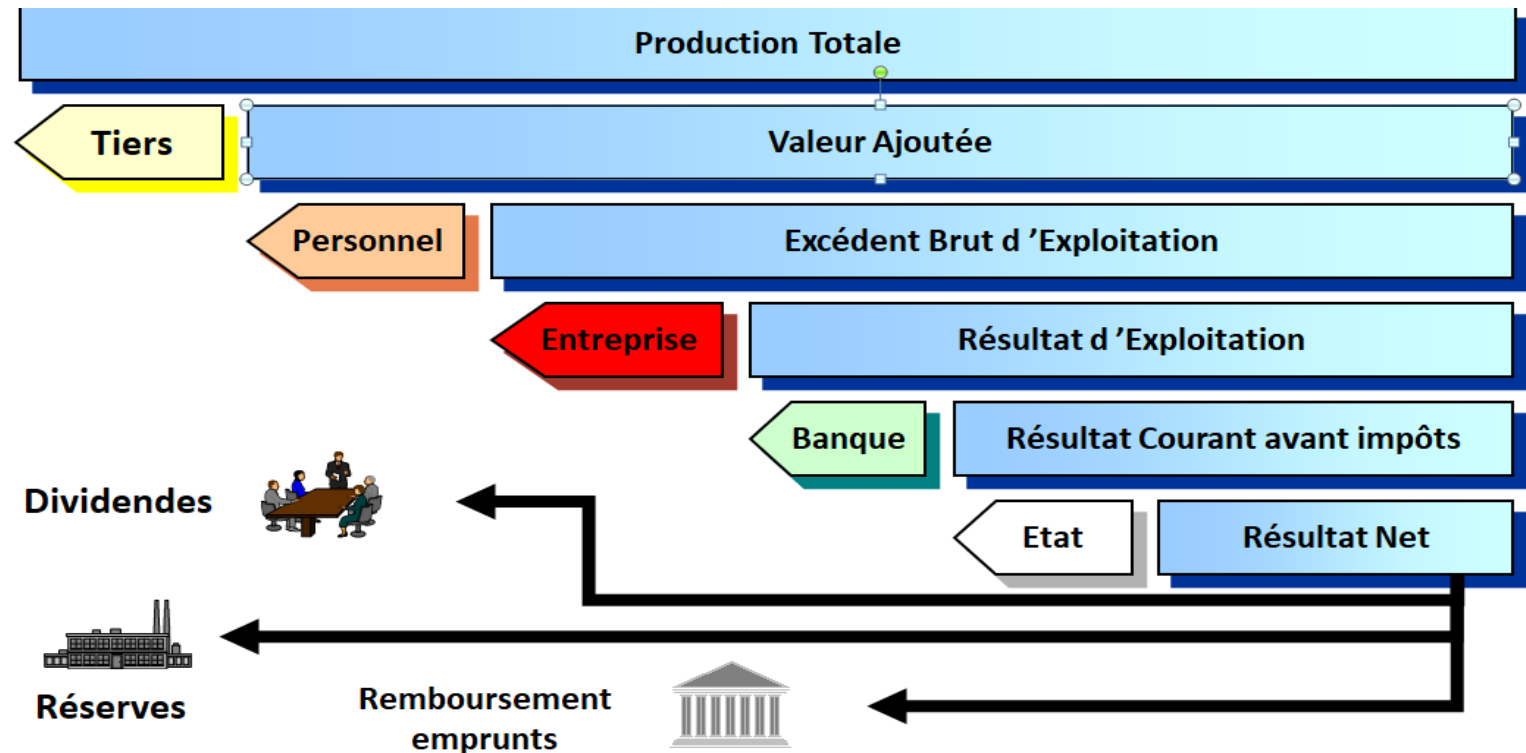 Production Totale
Tiers
Valeur Ajoutée
Personnel
Excédent Brut d ’Exploitation
Entreprise
Résultat d ’Exploitation
Banque
Résultat Courant avant impôts
Dividendes
Etat
Résultat Net
Réserves
Remboursement
emprunts